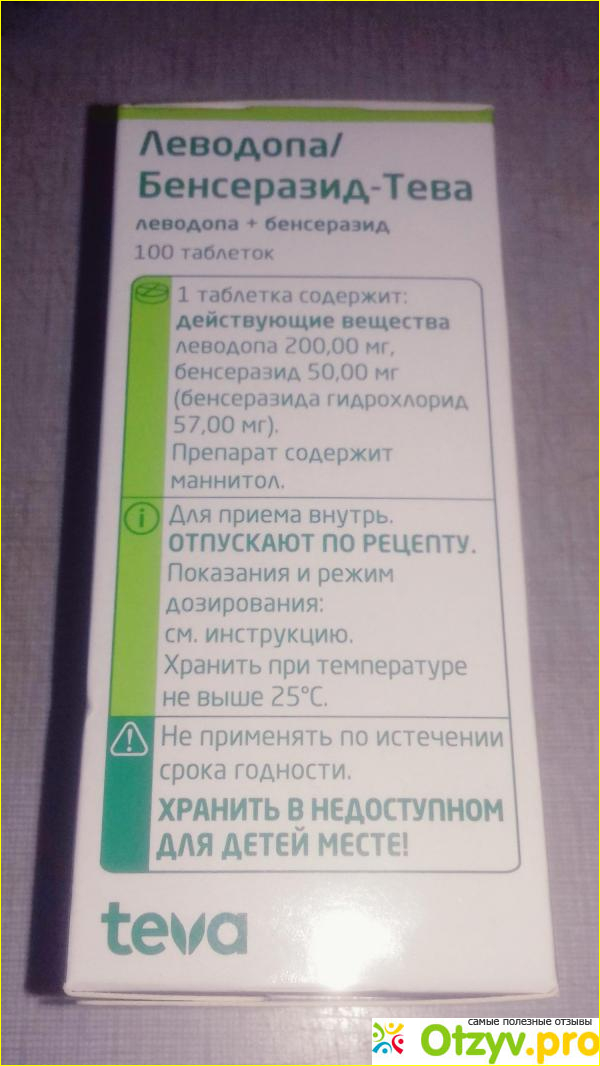 Леводопа/
Бенсеразид-Тева
леводопа + бенсеразид
100 таблеток
1 таблетка содержит:
действующие вещества
леводопа 200,00 мг,
бенсеразид 50,00 мг
(бенсеразида гидрохлорид
57,00 мг).
Препарат содержит
маннитол.
Для приема внутрь.
ОТПУСКАЮТ ПО РЕЦЕПТУ.
Показания и режим
дозирования:
см. инструкцию.
Хранить при температуре
не выше 25°С.
Не применять по истечении
срока годности.
ХРАНИТЬ В НЕДОСТУПНОМ
ДЛЯ ДЕТЕЙ МЕСТЕ!
teva
самые полезные отзывы
Otzyv.pro